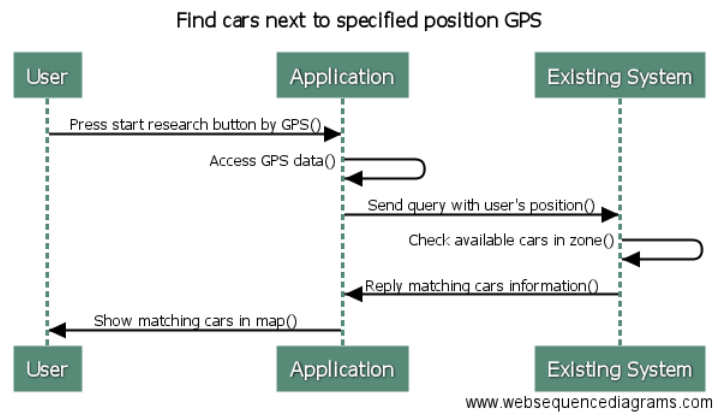 Find cars next to specified position GPS
User
Application
Existing System
Press start research button by GPS()
Access GPS data()
Send query with user's position()
Check available cars in zone()
Reply matching cars information()
Show matching cars in map()
User
Application
Existing System
www.websequencediagrams.com